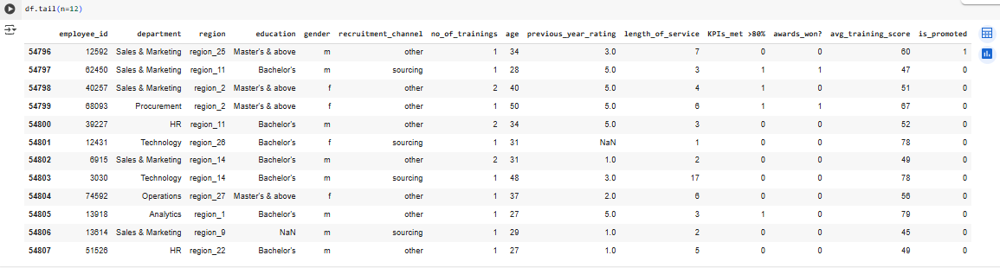 df.tail(n=12)
employee_id department region education gender recruitment_channel no_of_trainings age previous_year_rating length_of_service KPIs_met >80% awards_won? avg_training_score is_promoted
54796 12592 Sales & Marketing region_25 Master's & above m other 1 34 3.0 7 0 0 60 1
54797 62450 Sales & Marketing region_11 Bachelor's m sourcing 1 28 5.0 3 1 1 47 0
54798 40257 Sales & Marketing region_2 Master's & above f other 2 40 5.0 4 1 0 51 0
54799 68093 Procurement region_2 Master's & above f other 1 50 5.0 6 1 1 67 0
54800 39227 HR region_11 Bachelor's m other 2 34 5.0 3 0 0 52 0
54801 12431 Technology region_26 Bachelor's f sourcing 1 31 NaN 1 0 0 78 0
54802 6915 Sales & Marketing region_14 Bachelor's m other 2 31 1.0 2 0 0 49 0
54803 3030 Technology region_14 Bachelor's m sourcing 1 48 3.0 17 0 0 78 0
54804 74592 Operations region_27 Master's & above f other 1 37 2.0 6 0 0 56 0
54805 13918 Analytics region_1 Bachelor's m other 1 27 5.0 3 1 0 79 0
54806 13614 Sales & Marketing region_9 NaN m sourcing 1 29 1.0 2 0 0 45 0
54807 51526 HR region_22 Bachelor's m other 1 27 1.0 5 0 0 49 0